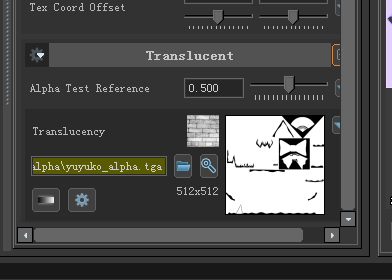 Tex Coord Offset
Translucent
Alpha Test Reference
0.500
Translucency
alpha\yuyuko_alpha.tga
512x512